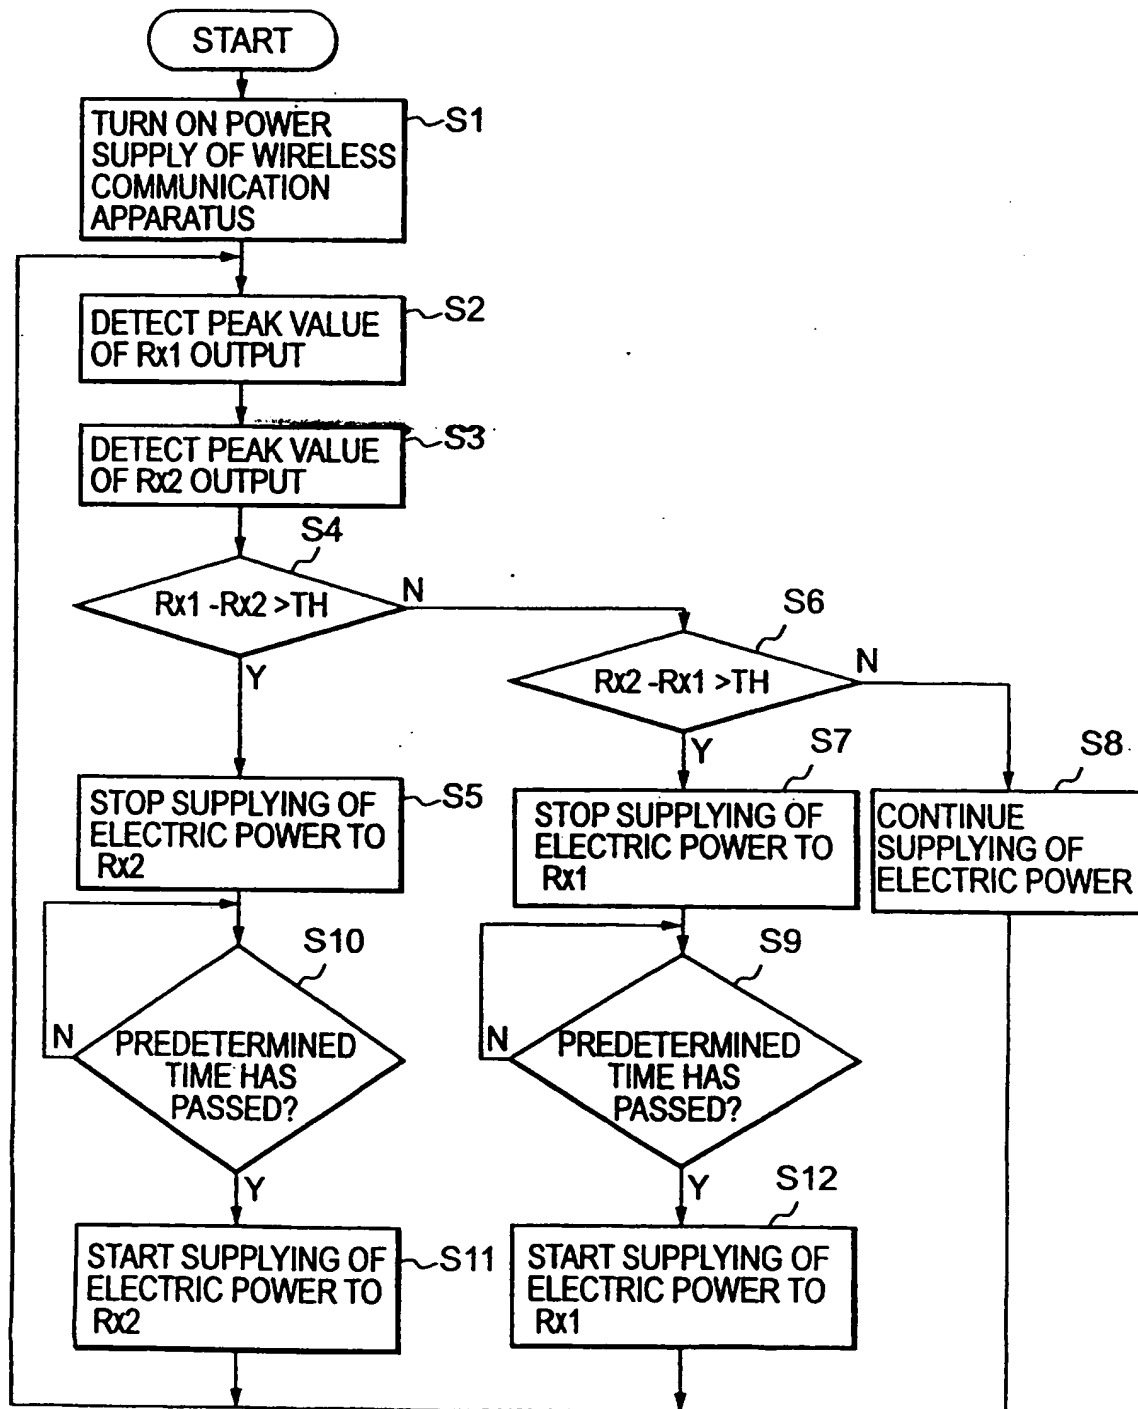 START
TURN ON POWER
SUPPLY OF WIRELESS
COMMUNICATION
APPARATUS
S1
DETECT PEAK VALUE
OF Rx1 OUTPUT
S2
DETECT PEAK VALUE
OF Rx2 OUTPUT
S3
S4
Rx1 -Rx2 >TH
N
Y
S6
Rx2 -Rx1 >TH
N
Y
STOP SUPPLYING OF
ELECTRIC POWER TO
Rx2
S5
S7
STOP SUPPLYING OF
ELECTRIC POWER TO
Rx1
S8
CONTINUE
SUPPLYING OF
ELECTRIC POWER
S10
N
PREDETERMINED
TIME HAS
PASSED?
Y
S9
N
PREDETERMINED
TIME HAS
PASSED?
Y
START SUPPLYING OF
ELECTRIC POWER TO
Rx2
S11
S12
START SUPPLYING OF
ELECTRIC POWER TO
Rx1